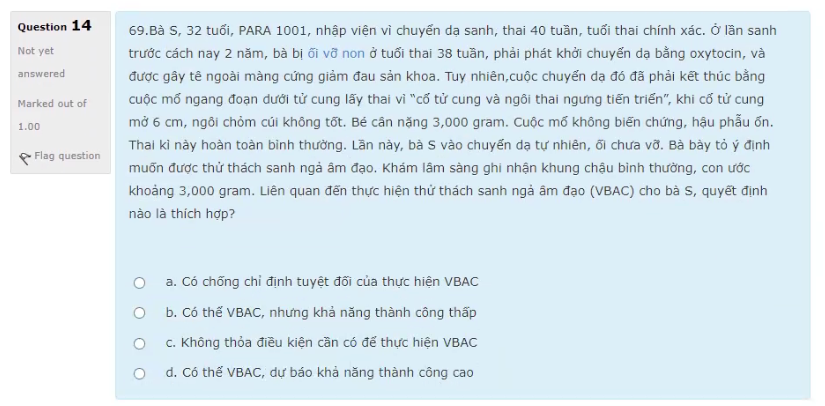 Question 14
Not yet
answered
Marked out of
1.00
Flag question
69.Bà S, 32 tuổi, PARA 1001, nhập viện vì chuyển dạ sanh, thai 40 tuần, tuổi thai chính xác. Ở lần sanh
trước cách nay 2 năm, bà bị ối vỡ non ở tuổi thai 38 tuần, phải phát khởi chuyển dạ bằng oxytocin, và
được gây tê ngoài màng cứng giảm đau sản khoa. Tuy nhiên,cuộc chuyển dạ đó đã phải kết thúc bằng
cuộc mổ ngang đoạn dưới tử cung lấy thai vì "cổ tử cung và ngôi thai ngưng tiến triển", khi cổ tử cung
mở 6 cm, ngôi chỏm cúi không tốt. Bé cân nặng 3,000 gram. Cuộc mổ không biến chứng, hậu phẫu ổn.
Thai kì này hoàn toàn bình thường. Lần này, bà S vào chuyển dạ tự nhiên, ối chưa vỡ. Bà bày tỏ ý định
muốn được thử thách sanh ngả âm đạo. Khám lâm sàng ghi nhận khung chậu bình thường, con ước
khoảng 3,000 gram. Liên quan đến thực hiện thử thách sanh ngả âm đạo (VBAC) cho bà S, quyết định
nào là thích hợp?
a. Có chống chỉ định tuyệt đối của thực hiện VBAC
b. Có thể VBAC, nhưng khả năng thành công thấp
c. Không thỏa điều kiện cần có để thực hiện VBAC
d. Có thể VBAC, dự báo khả năng thành công cao